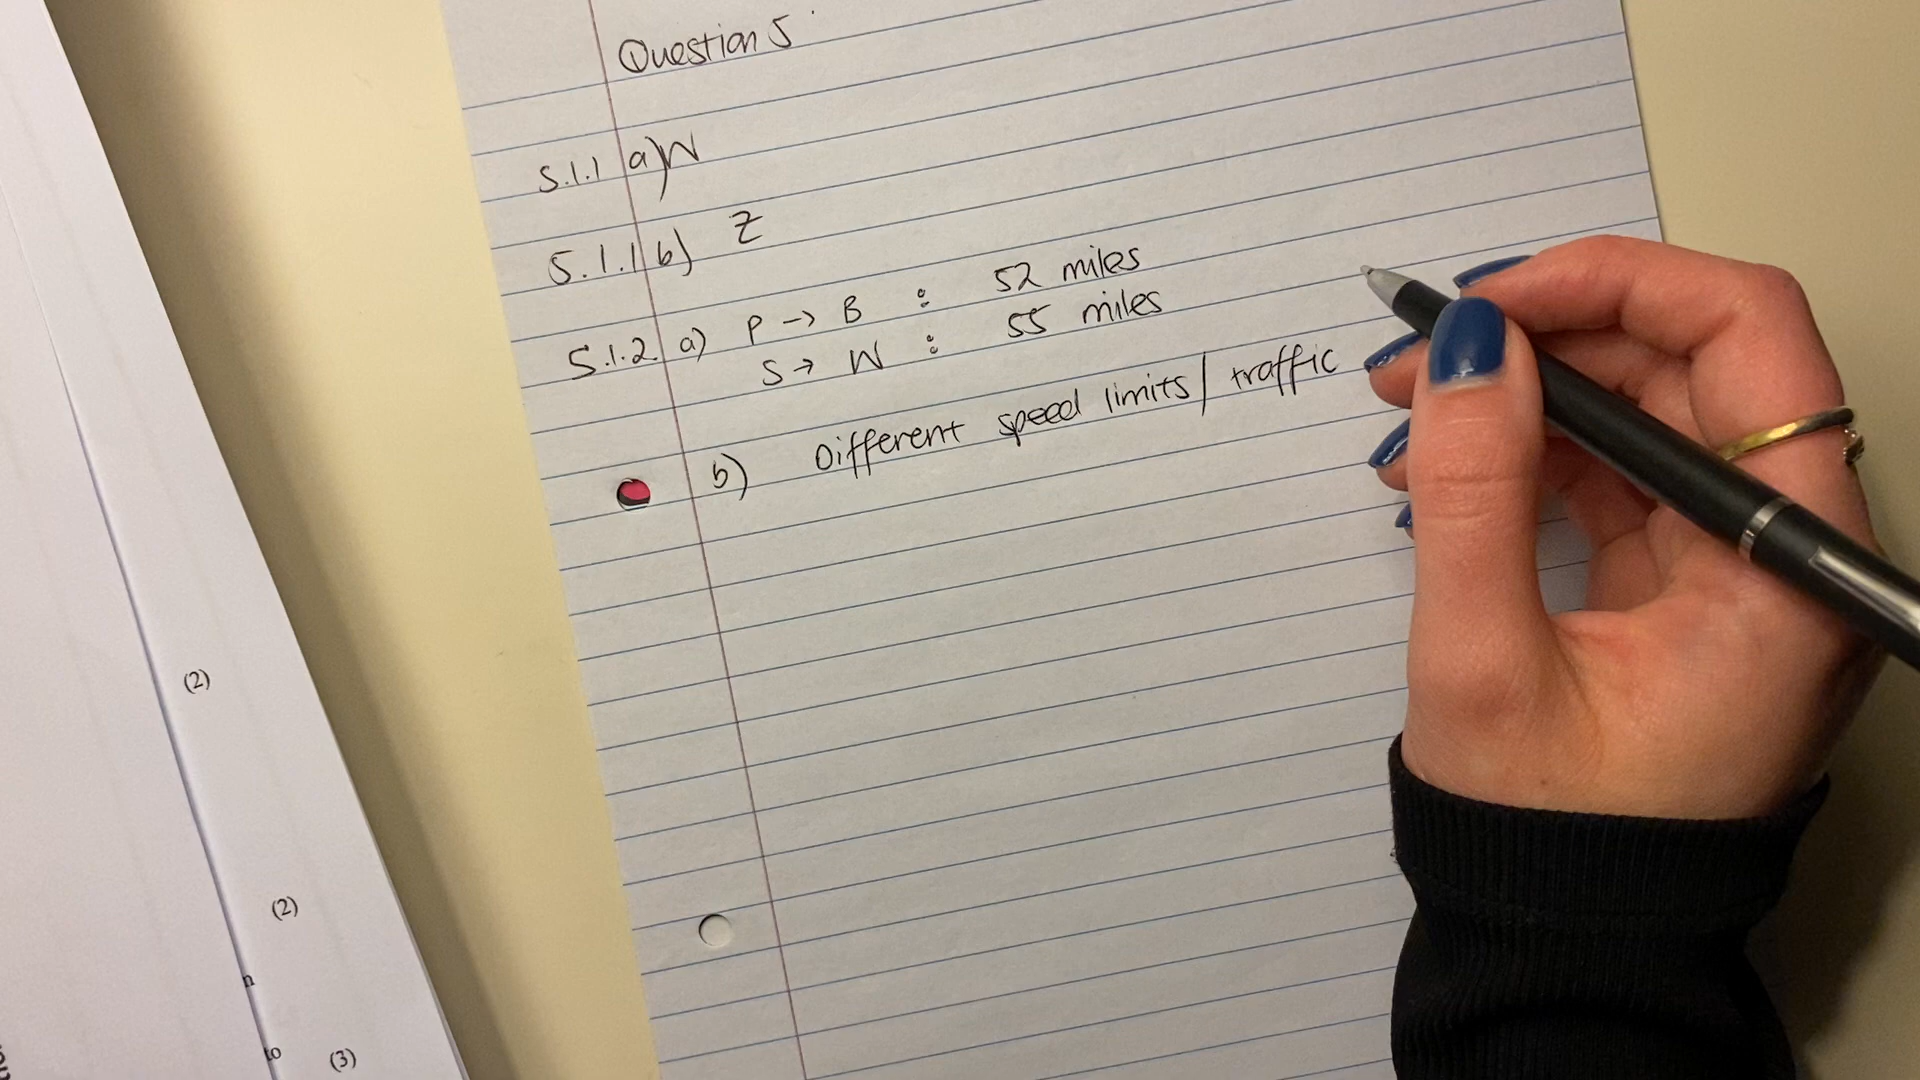 Question 5
5.1.1 a) W
5.1.1 b) Z
5.1.2 a) P → B : 52 miles
S → W : 55 miles
b) Different speed limits/ traffic
(2)
(2)
n
to
(3)